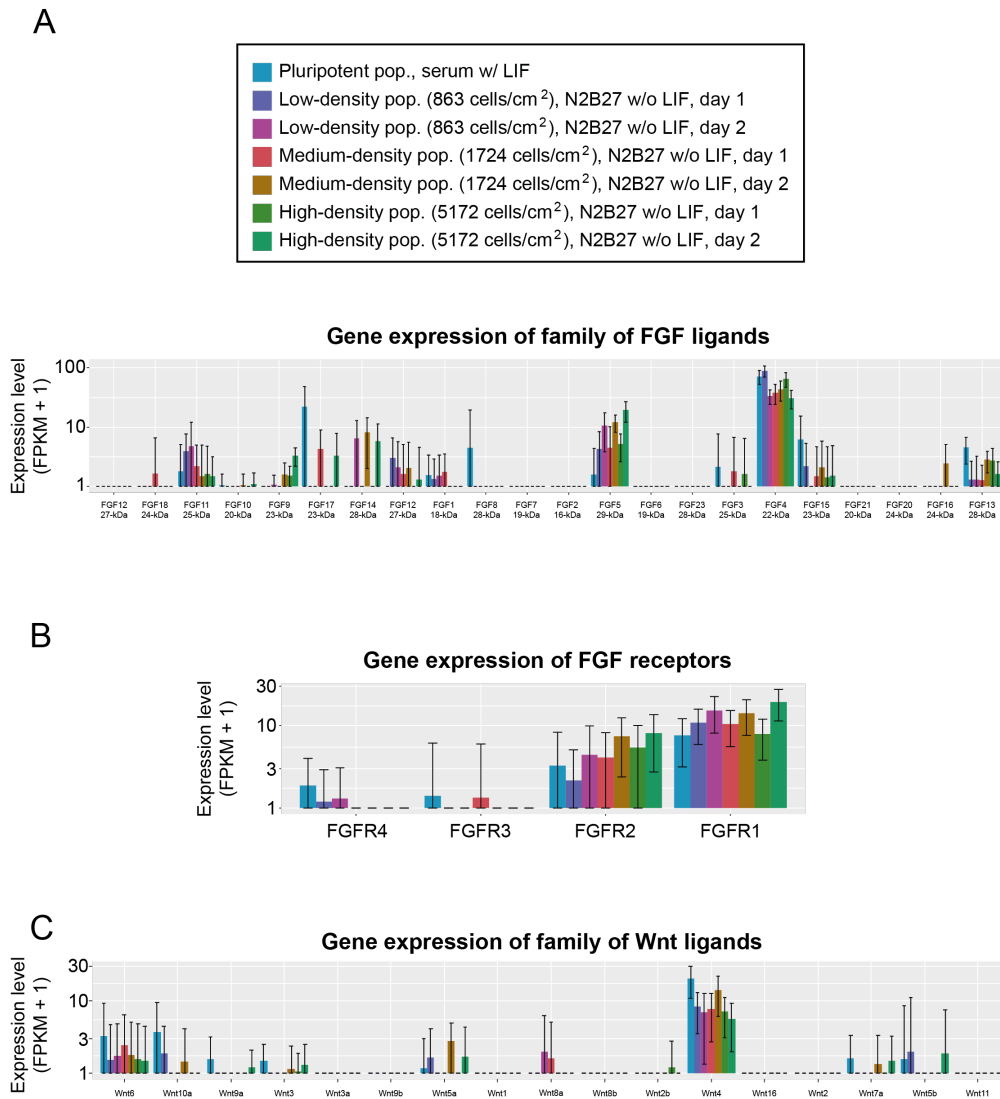 A
Pluripotent pop., serum w/ LIF
Low-density pop. (863 cells/cm²), N2B27 w/o LIF, day 1
Low-density pop. (863 cells/cm²), N2B27 w/o LIF, day 2
Medium-density pop. (1724 cells/cm²), N2B27 w/o LIF, day 1
Medium-density pop. (1724 cells/cm²), N2B27 w/o LIF, day 2
High-density pop. (5172 cells/cm²), N2B27 w/o LIF, day 1
High-density pop. (5172 cells/cm²), N2B27 w/o LIF, day 2
Gene expression of family of FGF ligands
Expression level
(FPKM + 1)
100
10
1
FGF12 FGF18 FGF11 FGF10 FGF9 FGF17 FGF14 FGF12 FGF1 FGF8 FGF7 FGF2 FGF5 FGF6 FGF23 FGF3 FGF4 FGF15 FGF21 FGF20 FGF16 FGF13
27-kDa 24-kDa 25-kDa 20-kDa 23-kDa 23-kDa 28-kDa 27-kDa 18-kDa 28-kDa 19-kDa 16-kDa 29-kDa 19-kDa 28-kDa 26-kDa 22-kDa 23-kDa 20-kDa 24-kDa 24-kDa 28-kDa
B
Gene expression of FGF receptors
Expression level
(FPKM + 1)
30
10
3
1
FGFR4 FGFR3 FGFR2 FGFR1
C
Gene expression of family of Wnt ligands
Expression level
(FPKM + 1)
30
10
3
1
Wnt6 Wnt10a Wnt9a Wnt3 Wnt3a Wnt9b Wnt5a Wnt1 Wnt8a Wnt8b Wnt2b Wnt4 Wnt16 Wnt2 Wnt7a Wnt5b Wnt11